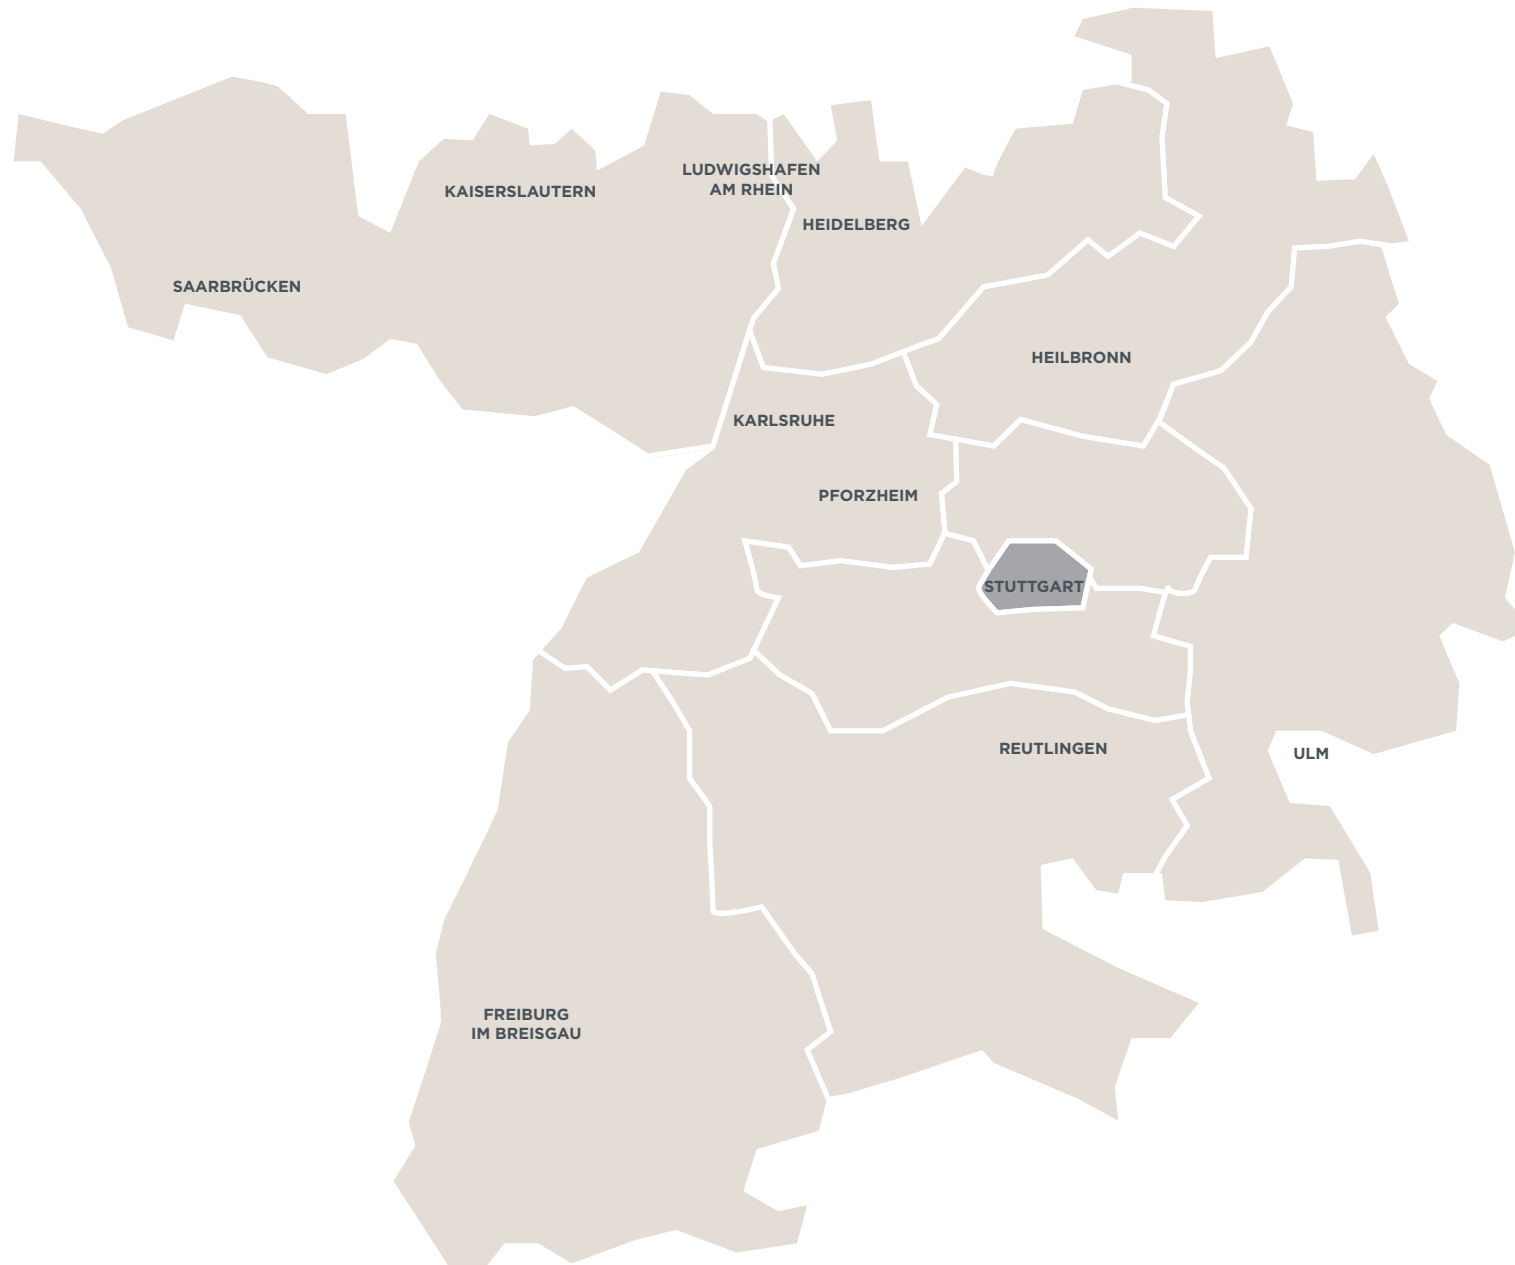 LUDWIGSHAFEN
AM RHEIN
KAISERSLAUTERN
HEIDELBERG
SAARBRÜCKEN
HEILBRONN
KARLSRUHE
PFORZHEIM
STUTTGART
REUTLINGEN
ULM
FREIBURG
IM BREISGAU